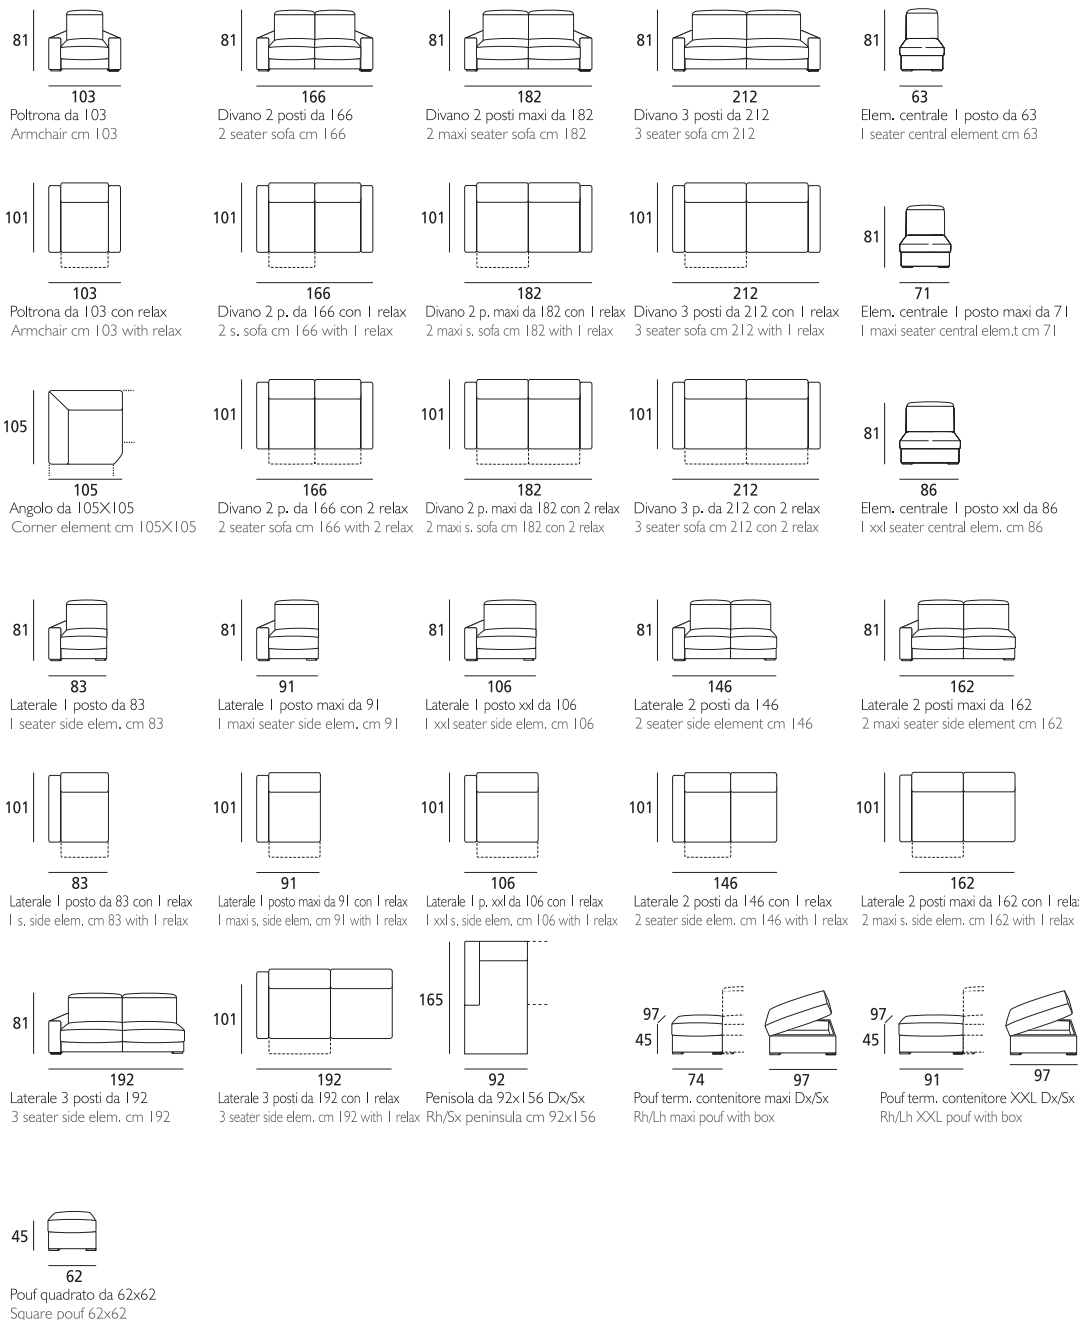 81
103
Poltrona da 103
Armchair cm 103
81
166
Divano 2 posti da 166
2 seater sofa cm 166
81
182
Divano 2 posti maxi da 182
2 maxi seater sofa cm 182
81
212
Divano 3 posti da 212
3 seater sofa cm 212
81
63
Elem. centrale 1 posto da 63
1 seater central element cm 63
101
103
Poltrona da 103 con relax
Armchair cm 103 with relax
101
166
Divano 2 p. da 166 con 1 relax
2 s. sofa cm 166 with 1 relax
101
182
Divano 2 p. maxi da 182 con 1 relax
2 maxi s. sofa cm 182 with 1 relax
101
212
Divano 3 posti da 212 con 1 relax
3 seater sofa cm 212 with 1 relax
81
71
Elem. centrale 1 posto maxi da 71
1 maxi seater central elem.t cm 71
105
105
Angolo da 105X105
Corner element cm 105X105
101
166
Divano 2 p. da 166 con 2 relax
2 seater sofa cm 166 with 2 relax
101
182
Divano 2 p. maxi da 182 con 2 relax
2 maxi s. sofa cm 182 con 2 relax
101
212
Divano 3 p. da 212 con 2 relax
3 seater sofa cm 212 con 2 relax
81
86
Elem. centrale 1 posto xxl da 86
1 xxl seater central elem. cm 86
81
83
Laterale 1 posto da 83
1 seater side elem. cm 83
81
91
Laterale 1 posto maxi da 91
1 maxi seater side elem. cm 91
81
106
Laterale 1 posto xxl da 106
1 xxl seater side elem. cm 106
81
146
Laterale 2 posti da 146
2 seater side element cm 146
81
162
Laterale 2 posti maxi da 162
2 maxi seater side element cm 162
101
83
Laterale 1 posto da 83 con 1 relax
1 s. side elem. cm 83 with 1 relax
101
91
Laterale 1 posto maxi da 91 con 1 relax
1 maxi s. side elem. cm 91 with 1 relax
101
106
Laterale 1 p. xxl da 106 con 1 relax
1 xxl s. side elem. cm 106 with 1 relax
101
146
Laterale 2 posti da 146 con 1 relax
2 seater side elem. cm 146 with 1 relax
101
162
Laterale 2 posti maxi da 162 con 1 relax
2 maxi s. side elem. cm 162 with 1 relax
81
192
Laterale 3 posti da 192
3 seater side elem. cm 192
101
192
Laterale 3 posti da 192 con 1 relax
3 seater side elem. cm 192 with 1 relax
165
92
Penisola da 92x156 Dx/Sx
Rh/Sx peninsula cm 92x156
97
45
74
97
Pouf term. contenitore maxi Dx/Sx
Rh/Lh maxi pouf with box
97
45
91
97
Pouf term. contenitore XXL Dx/Sx
Rh/Lh XXL pouf with box
45
62
Pouf quadrato da 62x62
Square pouf 62x62